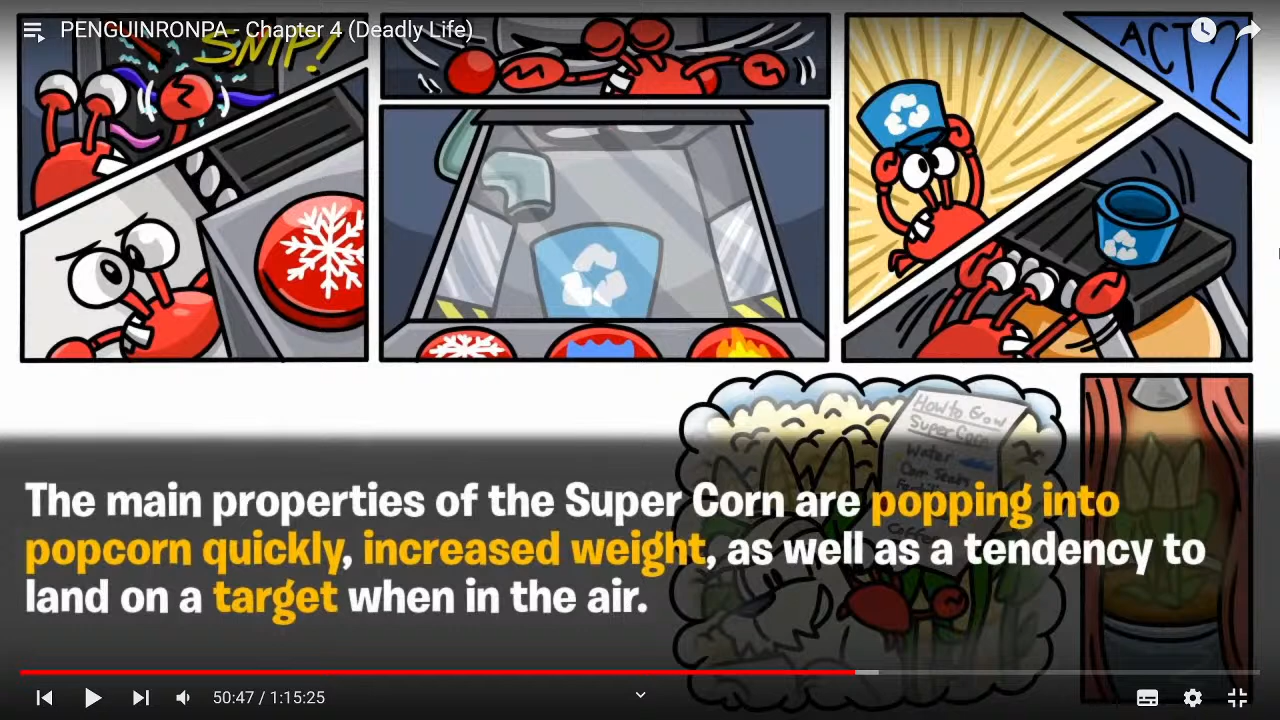 PENGUINRONPA - Chapter 4 (Deadly Life)
SNIP!
ACT 2
How to Grow
Super Corn
Water
Corn Seeds
The main properties of the Super Corn are popping into
popcorn quickly, increased weight, as well as a tendency to
land on a target when in the air.
50:47 / 1:15:25